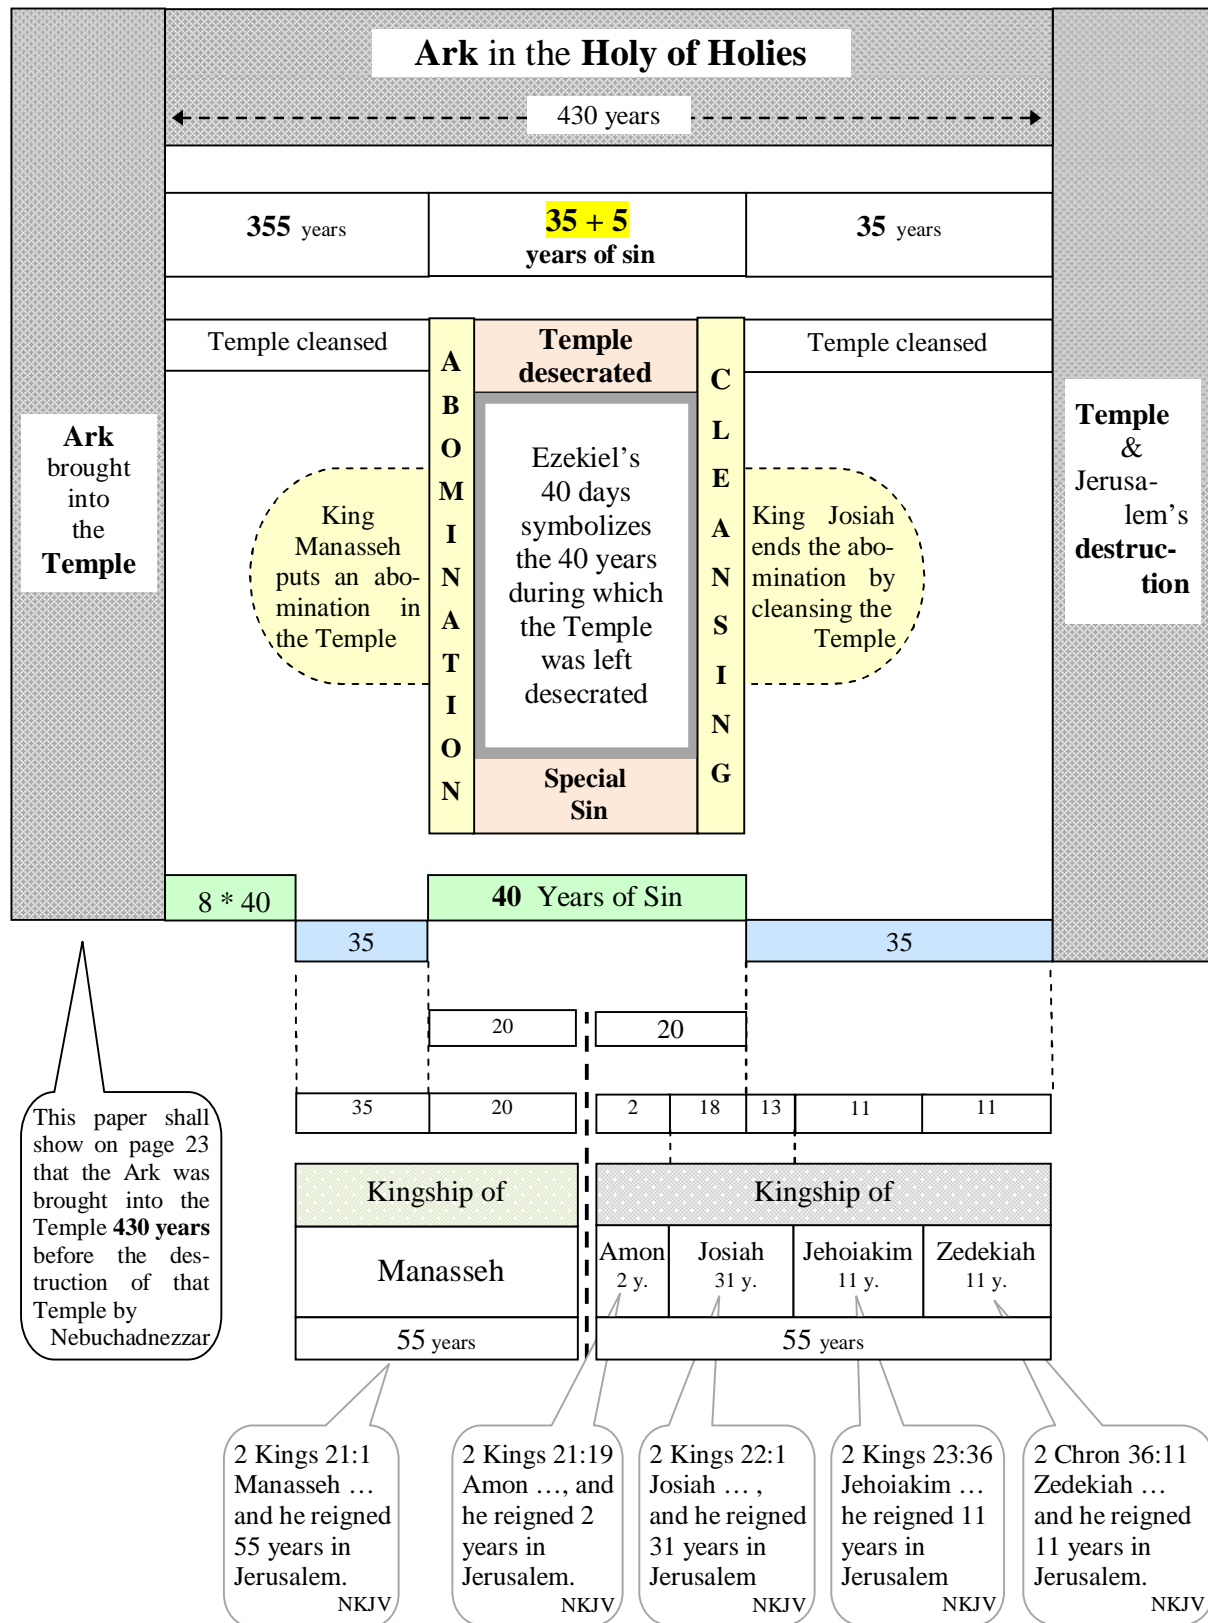 Ark in the Holy of Holies
430 years
355 years
35 + 5
years of sin
35 years
Temple cleansed
Temple
desecrated
Temple cleansed
ABOMINATION
CLEANSING
Ark
brought
into
the
Temple
King
Manasseh
puts an abo-
mination in
the Temple
Ezekiel’s
40 days
symbolizes
the 40 years
during which
the Temple
was left
desecrated
King Josiah
ends the abo-
mination by
cleansing the
Temple
Temple
&
Jerusa-
lem’s
destruc-
tion
Special
Sin
8 * 40
40 Years of Sin
35
35
20
20
35
20
2
18
13
11
11
This paper shall
show on page 23
that the Ark was
brought into the
Temple 430 years
before the des-
truction of that
Temple by
Nebuchadnezzar
Kingship of
Kingship of
Manasseh
Amon
2 y.
Josiah
31 y.
Jehoiakim
11 y.
Zedekiah
11 y.
55 years
55 years
2 Kings 21:1
Manasseh …
and he reigned
55 years in
Jerusalem.
NKJV
2 Kings 21:19
Amon …, and
he reigned 2
years in
Jerusalem.
NKJV
2 Kings 22:1
Josiah … ,
and he reigned
31 years in
Jerusalem
NKJV
2 Kings 23:36
Jehoiakim …
he reigned 11
years in
Jerusalem
NKJV
2 Chron 36:11
Zedekiah …
and he reigned
11 years in
Jerusalem.
NKJV